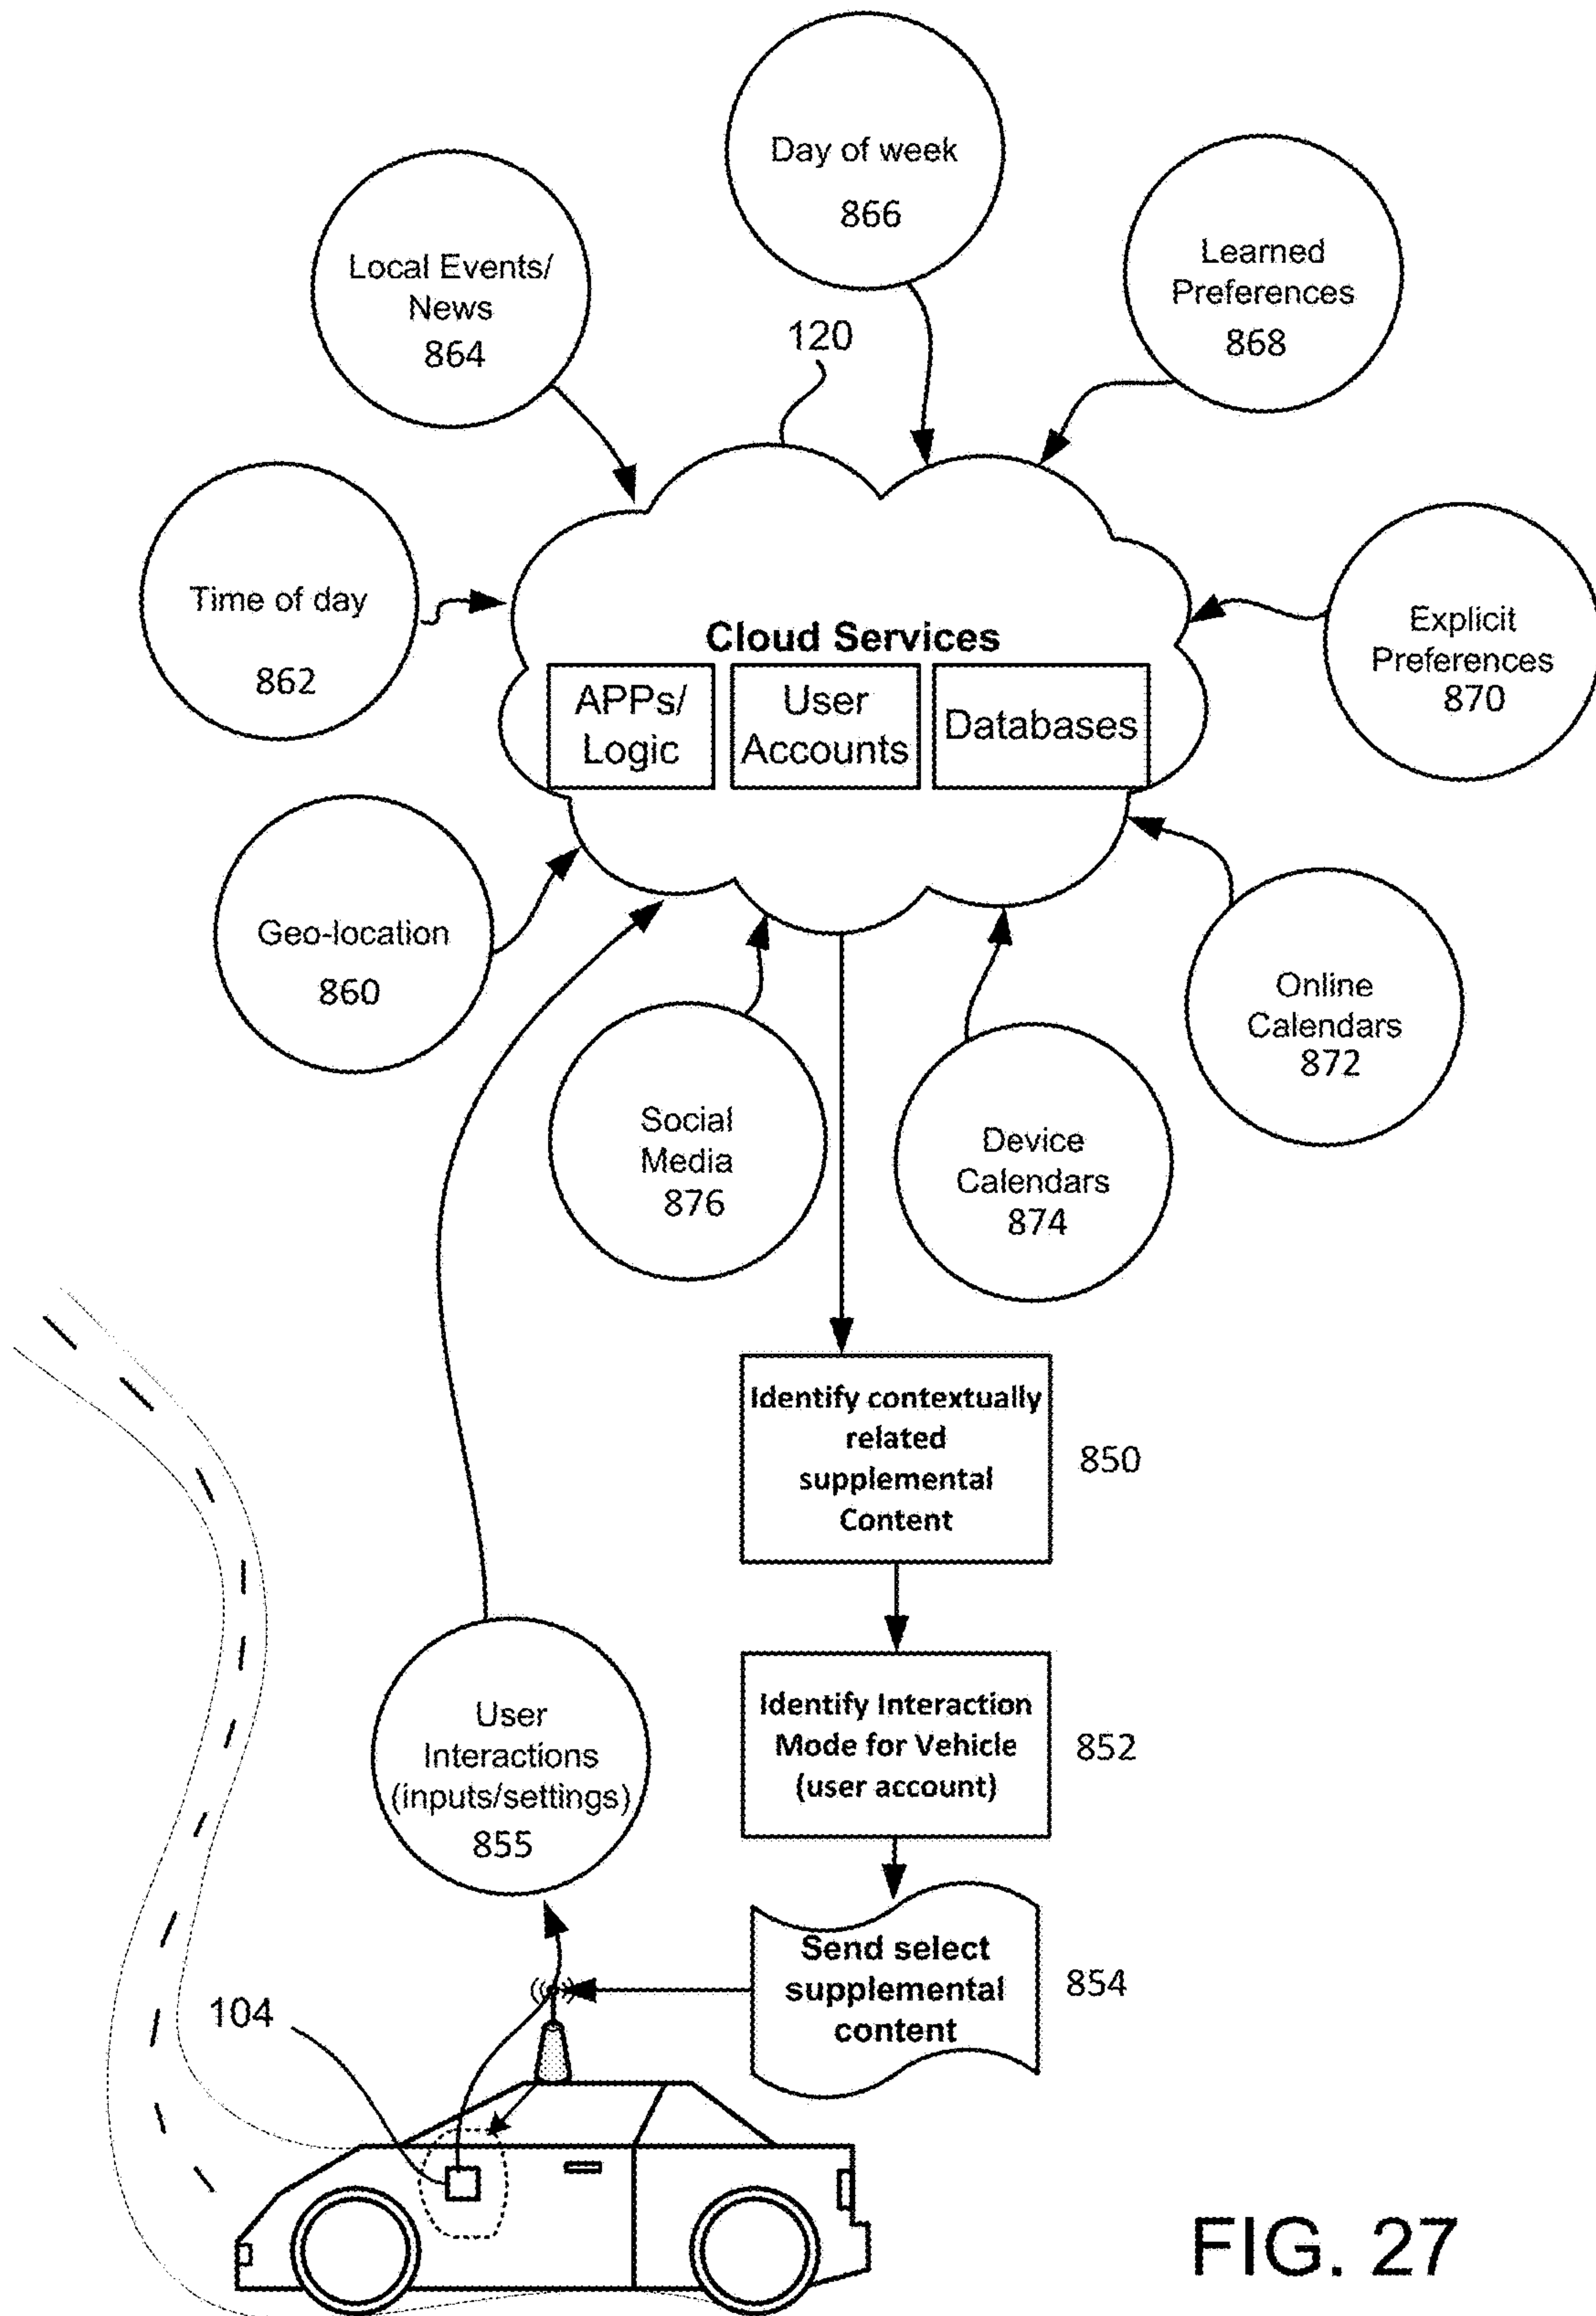 Day of week
866
Local Events/
News
864
Learned
Preferences
868
120
Time of day
862
Explicit
Preferences
870
Cloud Services
APPs/
Logic
User
Accounts
Databases
Geo-location
860
Online
Calendars
872
Social
Media
876
Device
Calendars
874
Identify contextually
related
supplemental
Content
850
Identify Interaction
Mode for Vehicle
(user account)
852
User
Interactions
(inputs/settings)
855
Send select
supplemental
content
854
104
FIG. 27